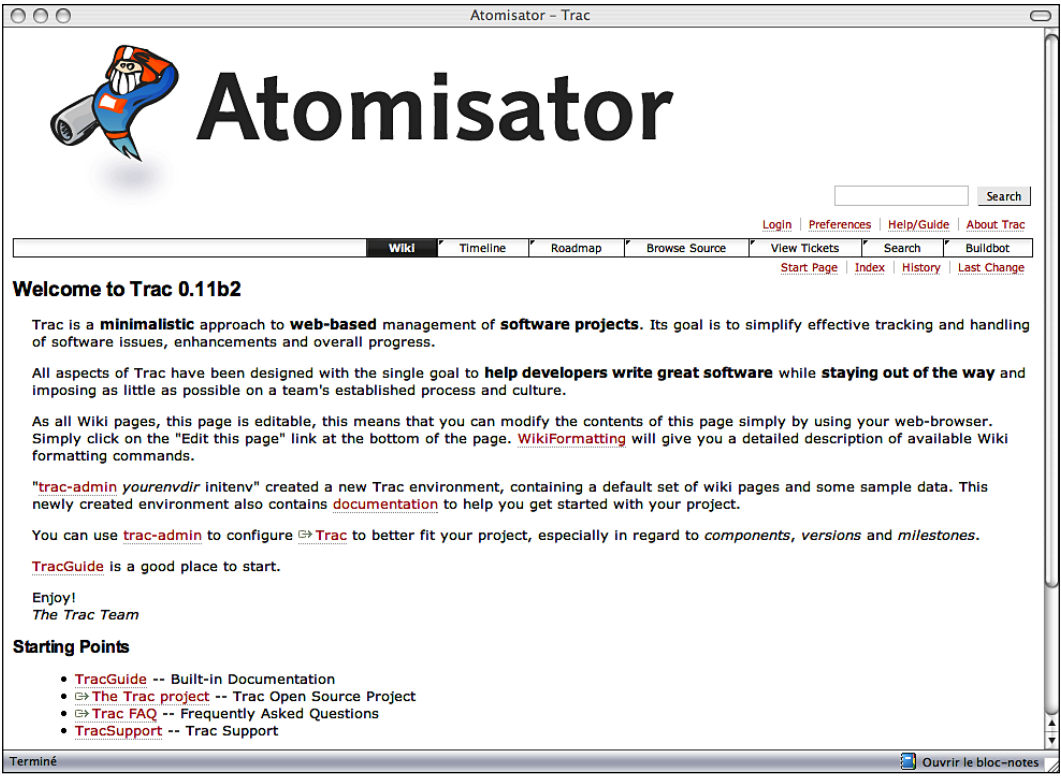 Atomisator – Trac
Atomisator
Search
Login Preferences Help/Guide About Trac
Wiki Timeline Roadmap Browse Source View Tickets Search Buildbot
Start Page Index History Last Change
Welcome to Trac 0.11b2
Trac is a minimalistic approach to web-based management of software projects. Its goal is to simplify effective tracking and handling
of software issues, enhancements and overall progress.
All aspects of Trac have been designed with the single goal to help developers write great software while staying out of the way and
imposing as little as possible on a team's established process and culture.
As all Wiki pages, this page is editable, this means that you can modify the contents of this page simply by using your web-browser.
Simply click on the "Edit this page" link at the bottom of the page. WikiFormatting will give you a detailed description of available Wiki
formatting commands.
"trac-admin yourenvdir initenv" created a new Trac environment, containing a default set of wiki pages and some sample data. This
newly created environment also contains documentation to help you get started with your project.
You can use trac-admin to configure Trac to better fit your project, especially in regard to components, versions and milestones.
TracGuide is a good place to start.
Enjoy!
The Trac Team
Starting Points
• TracGuide -- Built-in Documentation
• The Trac project -- Trac Open Source Project
• Trac FAQ -- Frequently Asked Questions
• TracSupport -- Trac Support
Terminé Ouvrir le bloc-notes